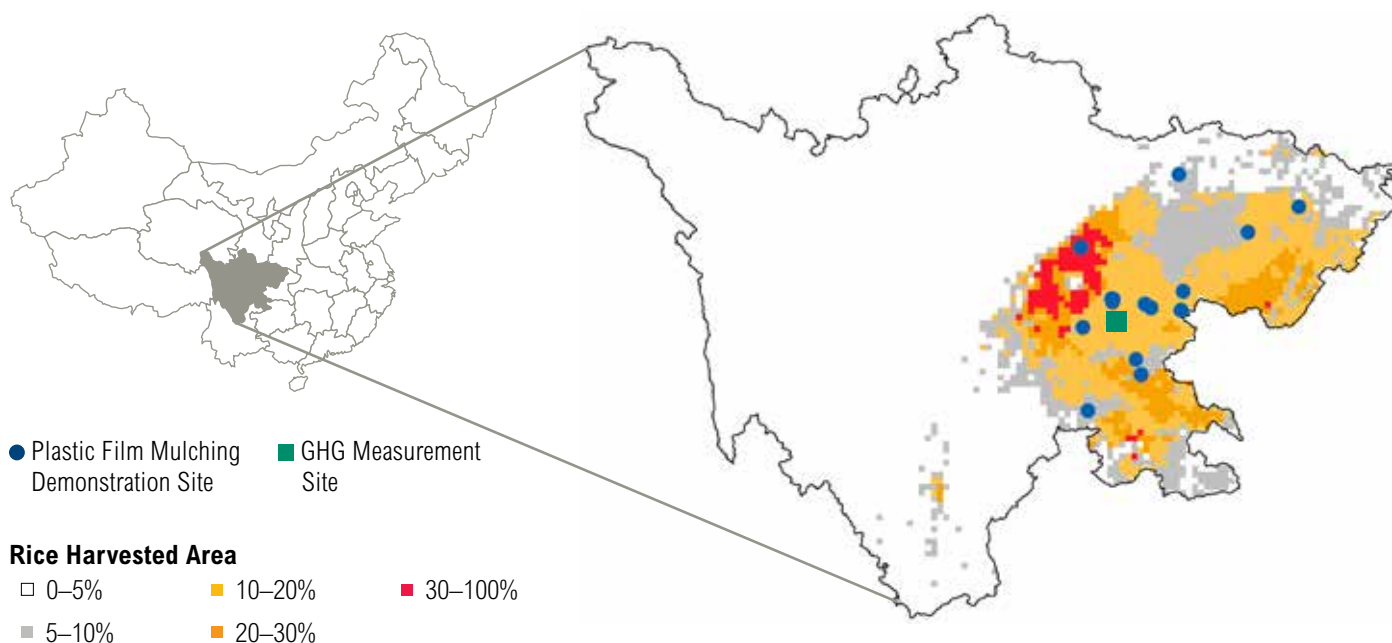 Plastic Film Mulching
Demonstration Site
GHG Measurement
Site
Rice Harvested Area
0–5%
10–20%
30–100%
5–10%
20–30%